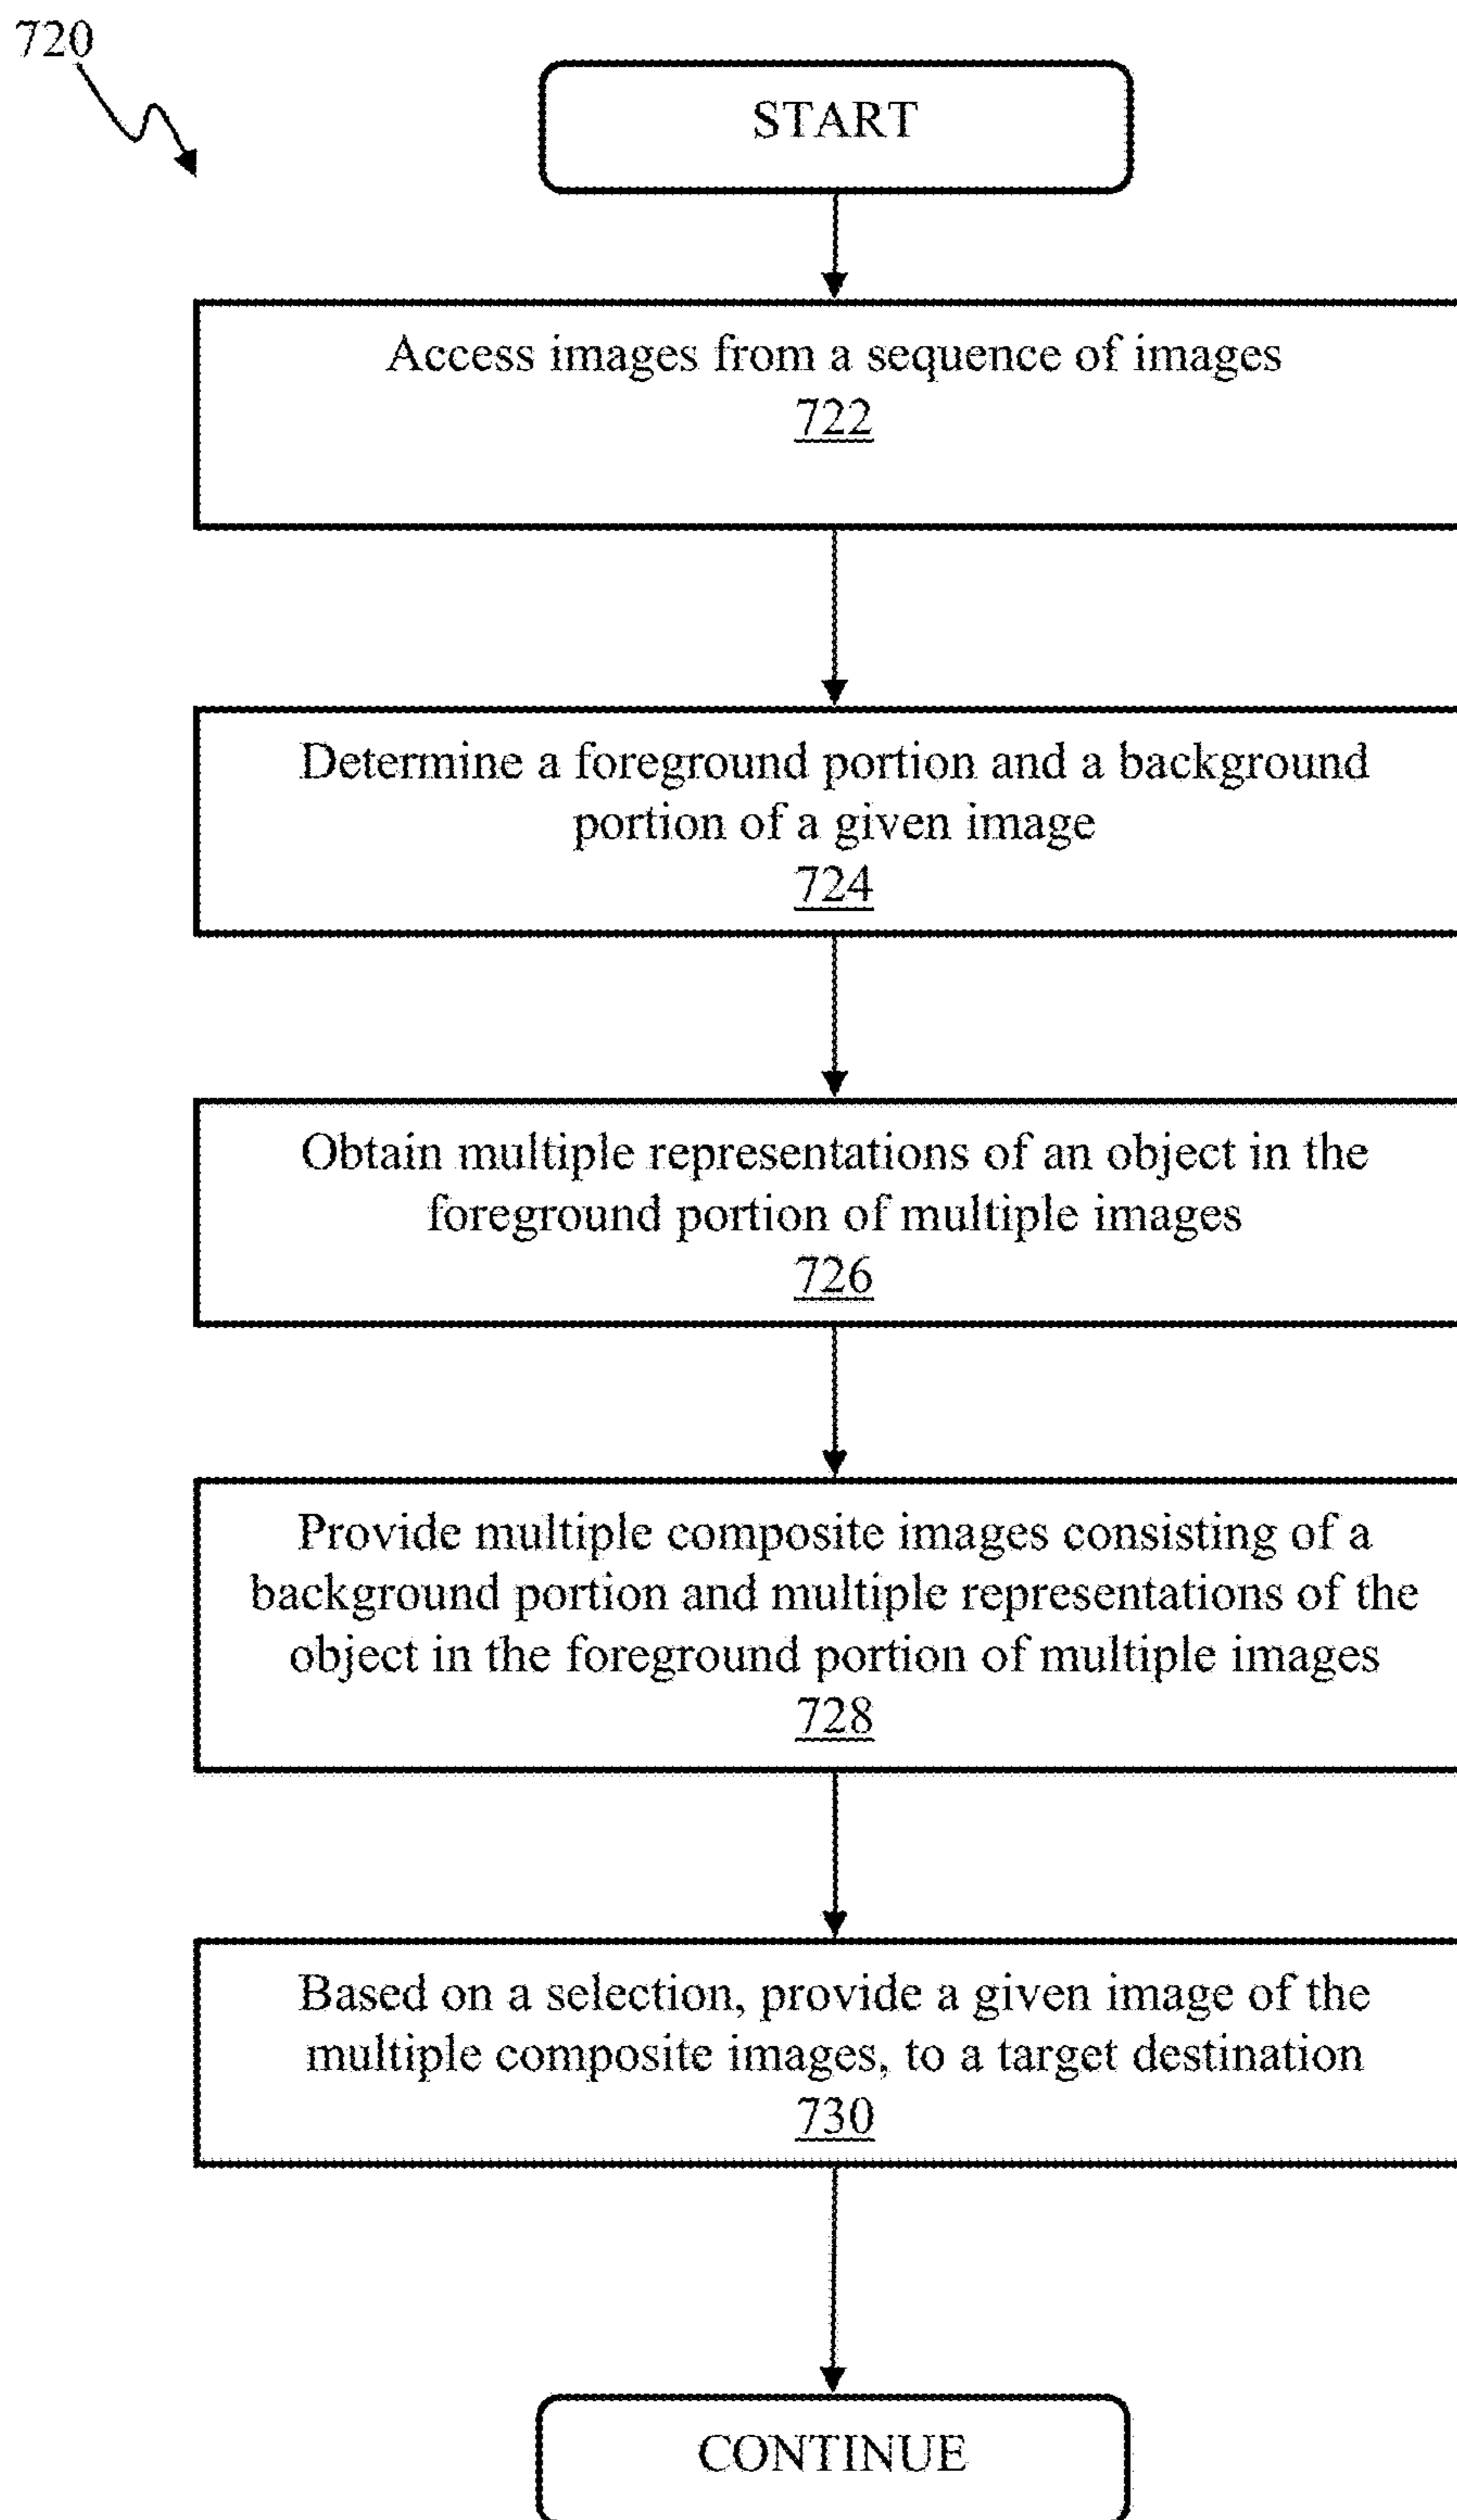 720
START
Access images from a sequence of images
722
Determine a foreground portion and a background
portion of a given image
724
Obtain multiple representations of an object in the
foreground portion of multiple images
726
Provide multiple composite images consisting of a
background portion and multiple representations of the
object in the foreground portion of multiple images
728
Based on a selection, provide a given image of the
multiple composite images, to a target destination
730
CONTINUE